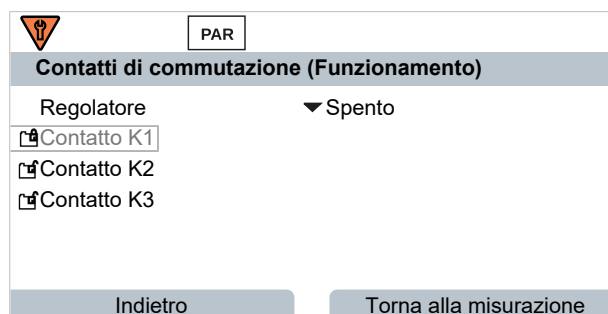 PAR
Contatti di commutazione (Funzionamento)
Regolatore Spento
Contatto K1
Contatto K2
Contatto K3
Indietro Torna alla misurazione